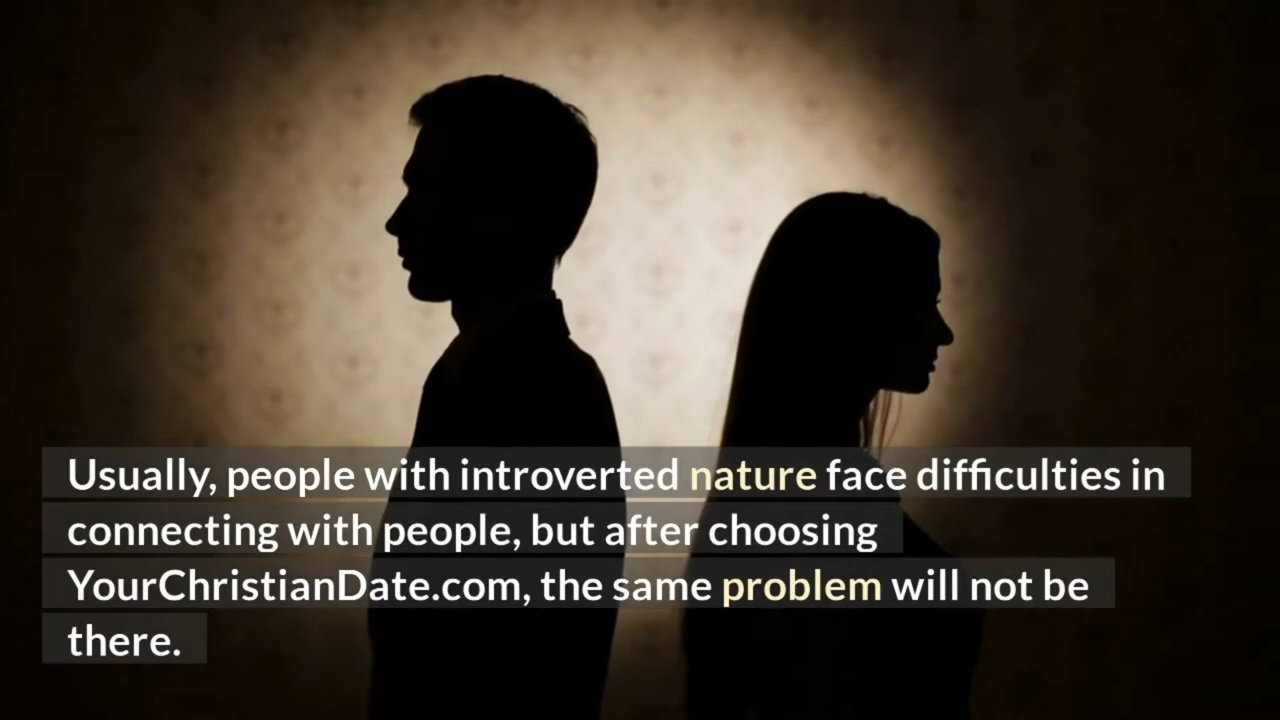 Usually, people with introverted nature face difficulties in
connecting with people, but after choosing
YourChristianDate.com, the same problem will not be
there.